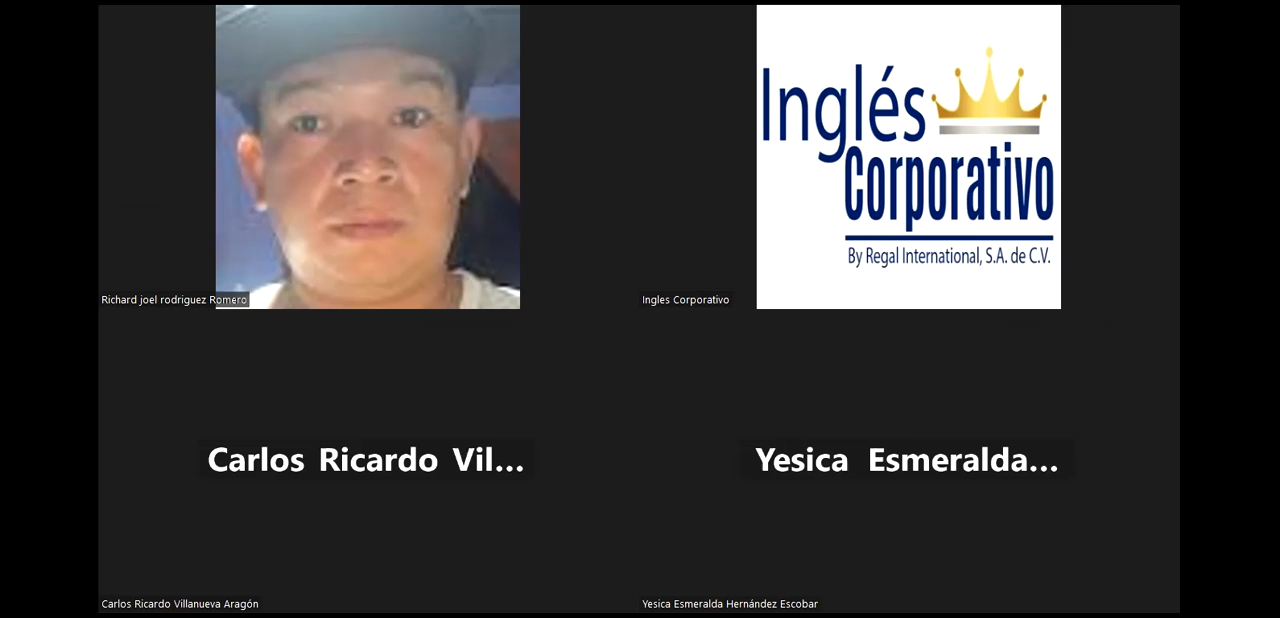 Inglés
Corporativo
By Regal International, S.A. de C.V.
Richard joel rodriguez Romero
Ingles Corporativo
Carlos Ricardo Vil...
Yesica Esmeralda...
Carlos Ricardo Villanueva Aragón
Yesica Esmeralda Hernández Escobar